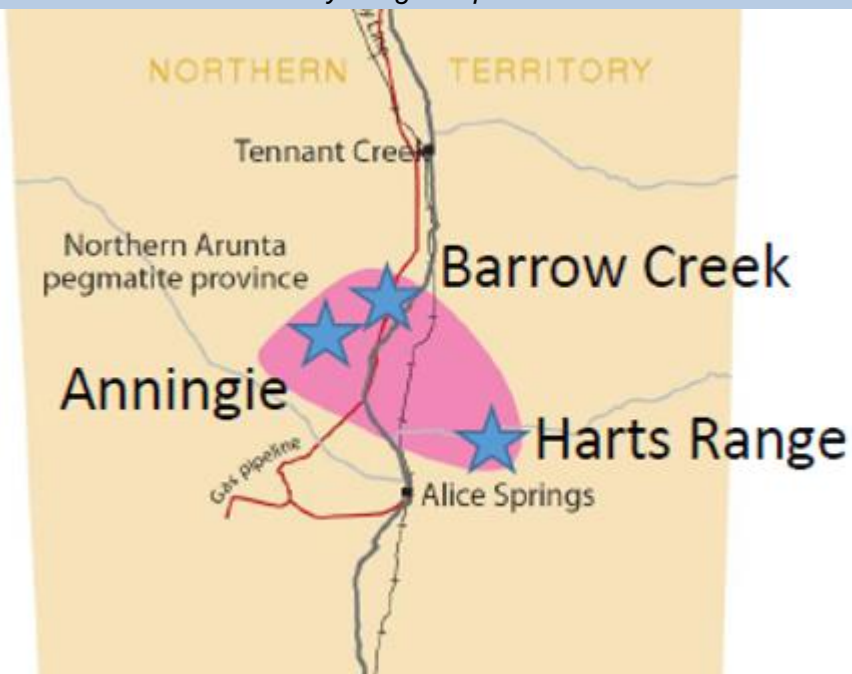 NORTHERN TERRITORY
Tennant Creek
Northern Arunta
pegmatite province
Barrow Creek
Anningie
Harts Range
Gas pipeline
Alice Springs